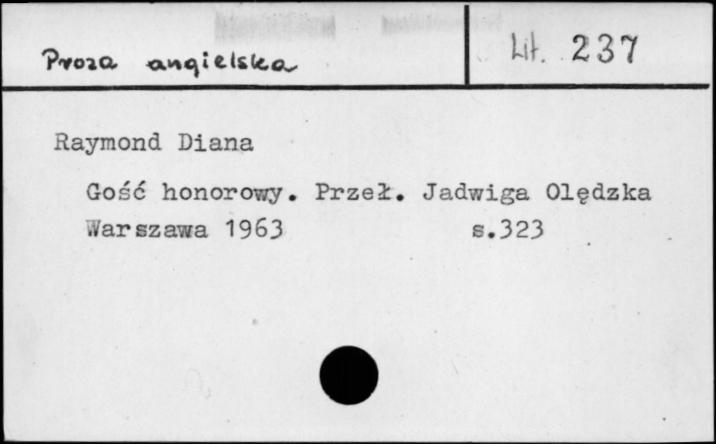 Proza angielska
Lit. 237
Raymond Diana
Gość honorowy. Przeł. Jadwiga Olędzka
Warszawa 1963 s.323